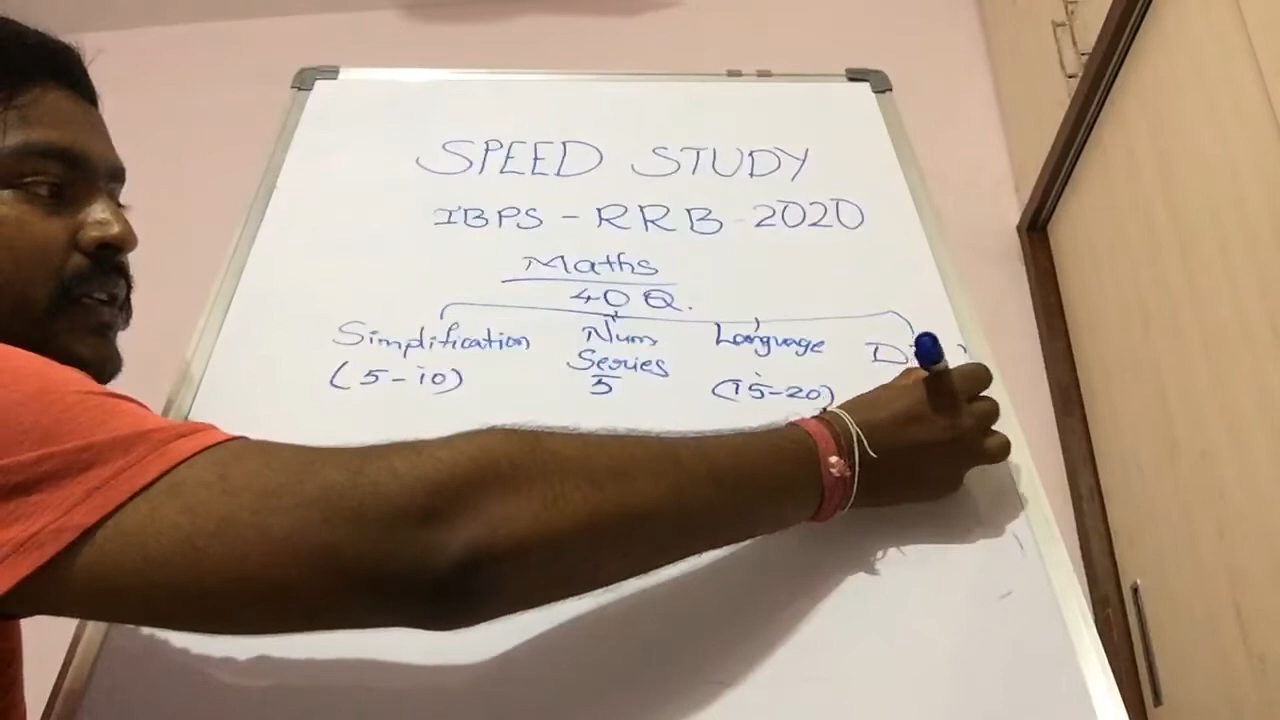 SPEED STUDY
IBPS - RRB 2020
Maths
40 Q.
Simplification Num Language
Series
(5-10) 5 (15-20)